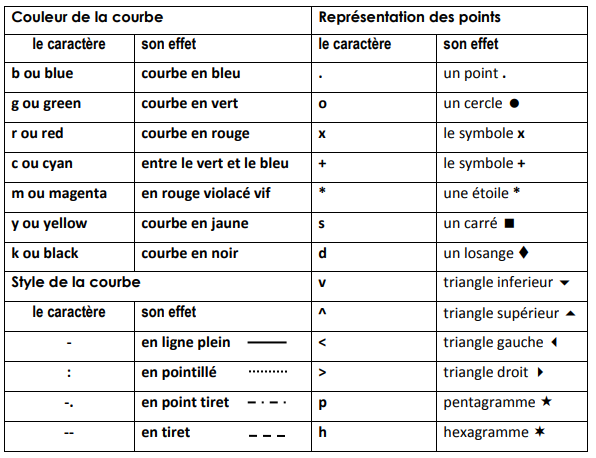 Couleur de la courbe Représentation des points
le caractère son effet le caractère son effet
b ou blue courbe en bleu . un point .
g ou green courbe en vert o un cercle ●
r ou red courbe en rouge x le symbole x
c ou cyan entre le vert et le bleu + le symbole +
m ou magenta en rouge violacé vif * une étoile *
y ou yellow courbe en jaune s un carré ■
k ou black courbe en noir d un losange ♦
Style de la courbe v triangle inferieur
le caractère son effet ^ triangle supérieur
- en ligne plein < triangle gauche
: en pointillé > triangle droit
-. en point tiret p pentagramme ★
-- en tiret h hexagramme ✶